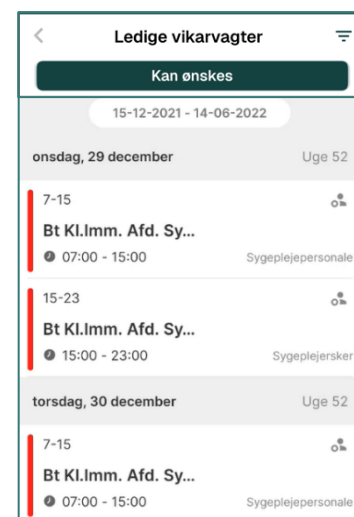 Ledige vikarvagter
Kan ønskes
15-12-2021 - 14-06-2022
onsdag, 29 december Uge 52
7-15
Bt Kl.Imm. Afd. Sy...
07:00 - 15:00 Sygeplejepersonale
15-23
Bt Kl.Imm. Afd. Sy...
15:00 - 23:00 Sygeplejersker
torsdag, 30 december Uge 52
7-15
Bt Kl.Imm. Afd. Sy...
07:00 - 15:00 Sygeplejepersonale